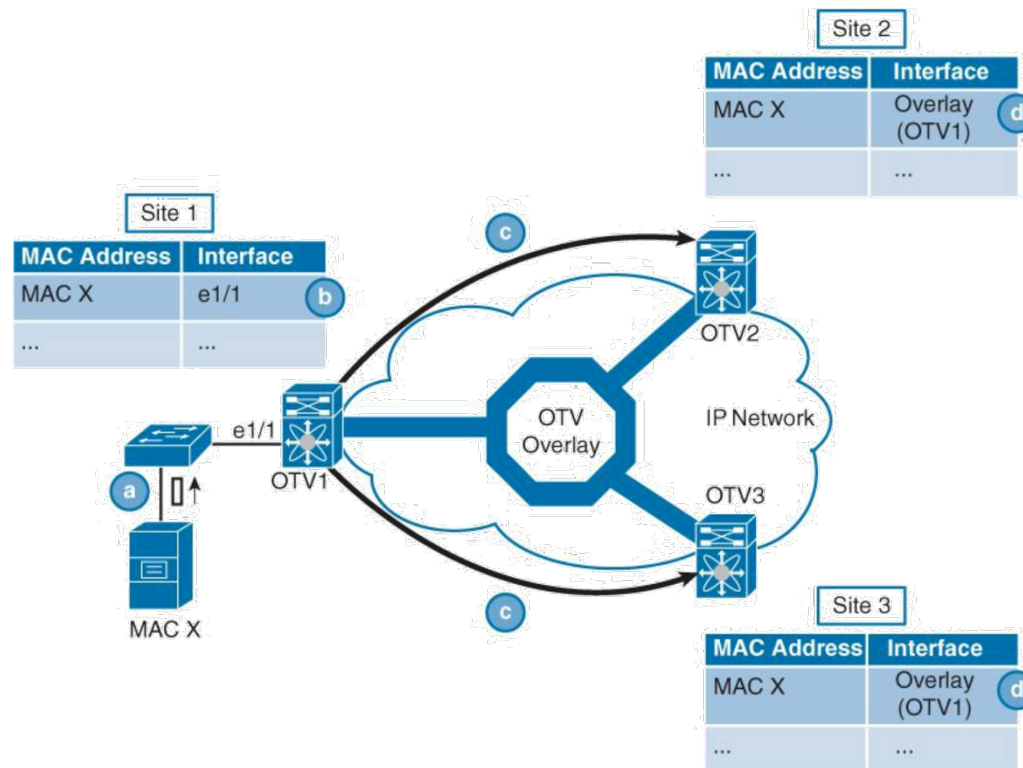 Site 2
MAC Address Interface
MAC X Overlay
(OTV1)
d
... ...
Site 1
MAC Address Interface
MAC X e1/1
b
... ...
c
OTV2
OTV
Overlay
IP Network
e1/1
OTV1
a
OTV3
MAC X
c
Site 3
MAC Address Interface
MAC X Overlay
(OTV1)
d
... ...